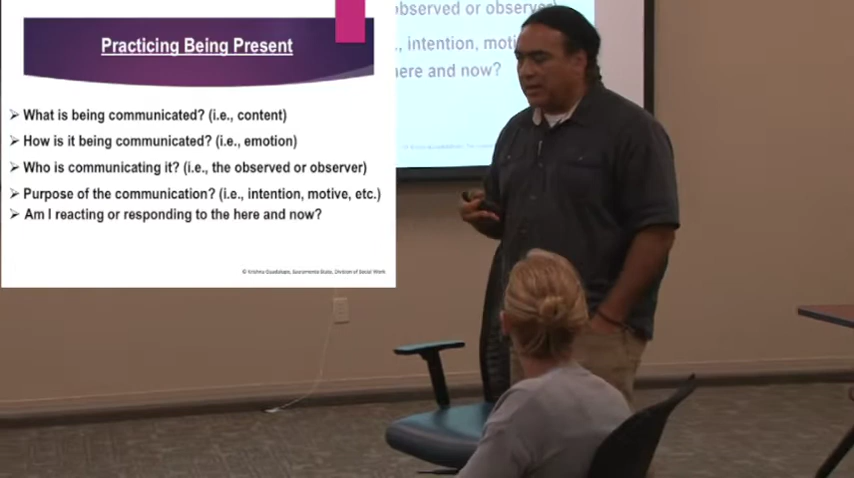 Practicing Being Present
What is being communicated? (i.e., content)
How is it being communicated? (i.e., emotion)
Who is communicating it? (i.e., the observed or observer)
Purpose of the communication? (i.e., intention, motive, etc.)
Am I reacting or responding to the here and now?
© Krishna Guadalupe, Sacramento State, Division of Social Work
observed or observer)
., intention, moti
here and now?